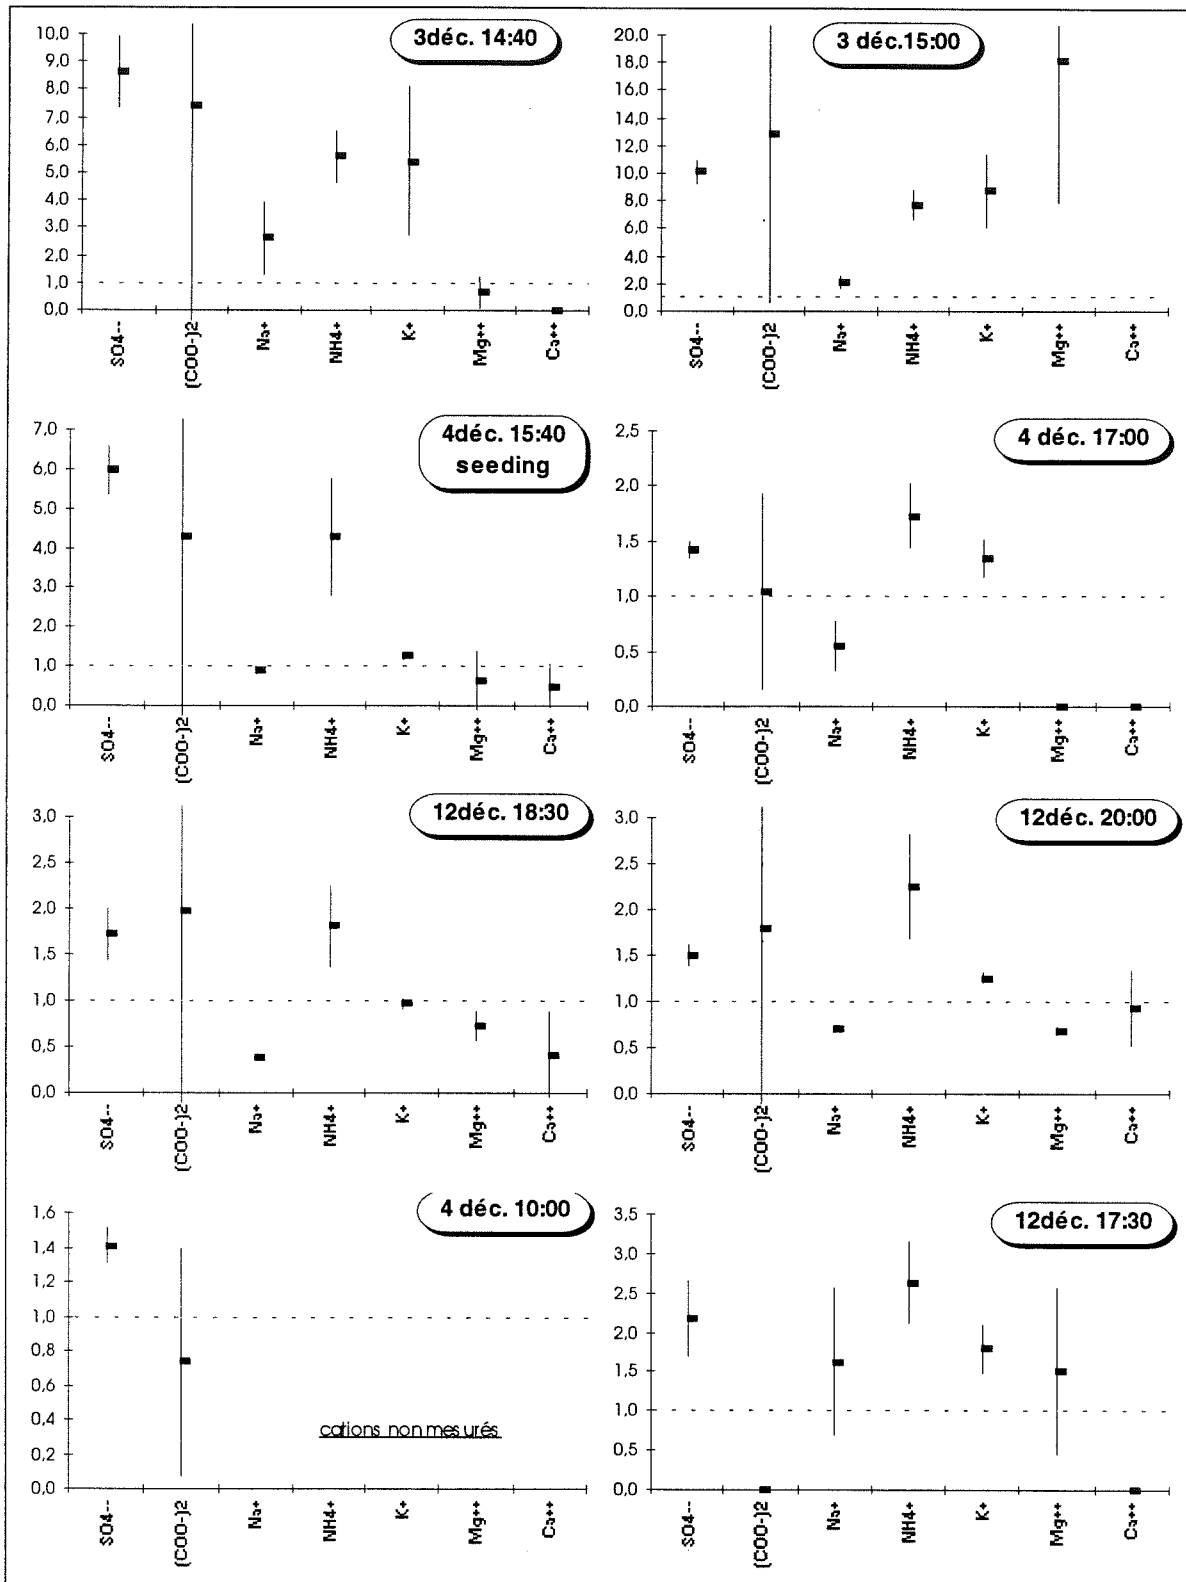 3déc. 14:40
10,0
9,0
8,0
7,0
6,0
5,0
4,0
3,0
2,0
1,0
0,0
SO4--
(COO-)2
Na+
NH4+
K+
Mg++
Ca++
3 déc.15:00
20,0
18,0
16,0
14,0
12,0
10,0
8,0
6,0
4,0
2,0
0,0
SO4--
(COO-)2
Na+
NH4+
K+
Mg++
Ca++
4déc. 15:40
seeding
7,0
6,0
5,0
4,0
3,0
2,0
1,0
0,0
SO4--
(COO-)2
Na+
NH4+
K+
Mg++
Ca++
4 déc. 17:00
2,5
2,0
1,5
1,0
0,5
0,0
SO4--
(COO-)2
Na+
NH4+
K+
Mg++
Ca++
12déc. 18:30
3,0
2,5
2,0
1,5
1,0
0,5
0,0
SO4--
(COO-)2
Na+
NH4+
K+
Mg++
Ca++
12déc. 20:00
3,0
2,5
2,0
1,5
1,0
0,5
0,0
SO4--
(COO-)2
Na+
NH4+
K+
Mg++
Ca++
4 déc. 10:00
1,6
1,4
1,2
1,0
0,8
0,6
0,4
0,2
0,0
cations non mesurés
SO4--
(COO-)2
Na+
NH4+
K+
Mg++
Ca++
12déc. 17:30
3,5
3,0
2,5
2,0
1,5
1,0
0,5
0,0
SO4--
(COO-)2
Na+
NH4+
K+
Mg++
Ca++